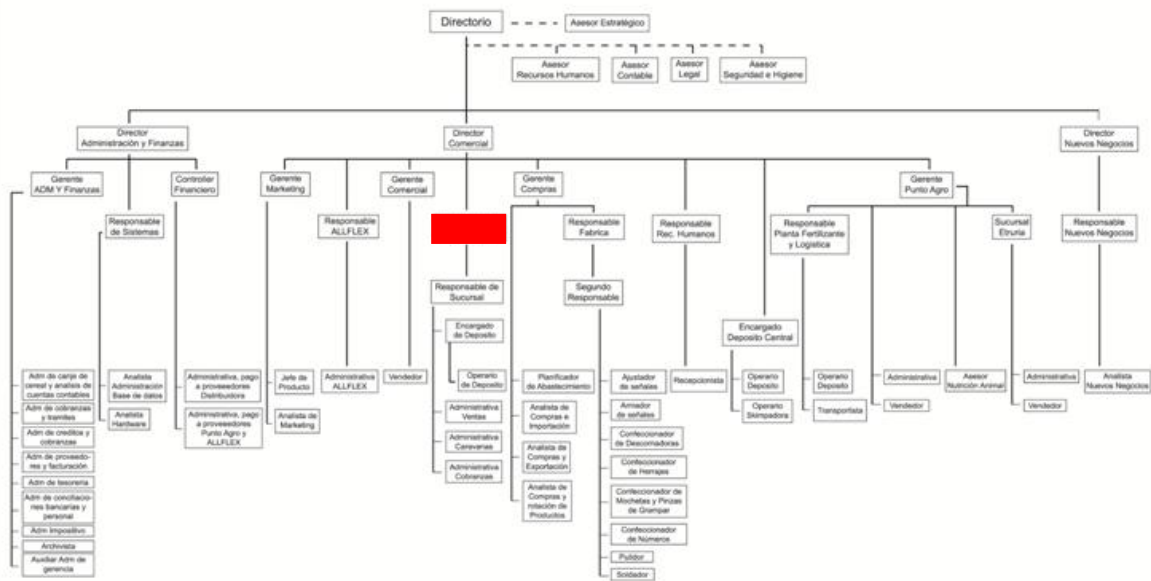 Directorio
Asesor Estratégico
Asesor
Recursos Humanos
Asesor
Contable
Asesor
Legal
Asesor
Seguridad e Higiene
Director
Administración y Finanzas
Director
Comercial
Director
Nuevos Negocios
Gerente
ADM Y Finanzas
Controller
Financiero
Gerente
Marketing
Gerente
Comercial
Gerente
Compras
Gerente
Punto Agro
Responsable
de Sistemas
Responsable
ALLFLEX
Responsable
Fabrica
Responsable
Rec. Humanos
Responsable
Planta Fertilizante
y Logistica
Sucursal
Etruria
Responsable
Nuevos Negocios
Responsable de
Sucursal
Segundo
Responsable
Encargado
de Deposito
Encargado
Deposito Central
Operario
de Deposito
Adm de canje de
cereal y analisis de
cuentas contables
Adm de cobranzas
y tramites
Adm de creditos y
cobranzas
Adm de proveedo-
res y facturación
Adm de tesoreria
Adm de conciliacio-
nes bancarias y
personal
Adm Impositivo
Archivista
Auxiliar Adm de
gerencia
Analista
Administración
Base de datos
Analista
Hardware
Administrativa, pago
a proveedores
Distribuidora
Administrativa, pago
a proveedores
Punto Agro y
ALLFLEX
Jefe de
Producto
Analista de
Marketing
Administrativa
ALLFLEX
Vendedor
Administrativa
Ventas
Administrativa
Caravanas
Administrativa
Cobranzas
Planificador
de Abastecimiento
Analista de
Compras e
Importación
Analista de
Compras y
Exportación
Analista de
Compras y
rotación de
Productos
Ajustador
de señales
Armador
de señales
Confeccionador
de Descornadoras
Confeccionador
de Herrajes
Confeccionador de
Mochetas y Pinzas
de Grampar
Confeccionador
de Números
Pulidor
Soldador
Recepcionista
Operario
Deposito
Operario
Skimpadora
Operario
Deposito
Transportista
Administrativa
Vendedor
Asesor
Nutrición Animal
Administrativa
Vendedor
Analista
Nuevos Negocios